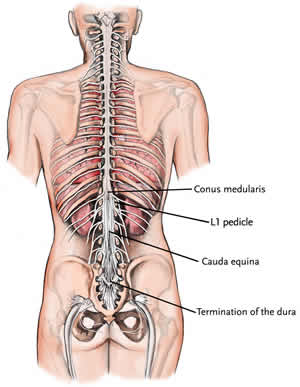 Conus medularis
L1 pedicle
Cauda equina
Termination of the dura